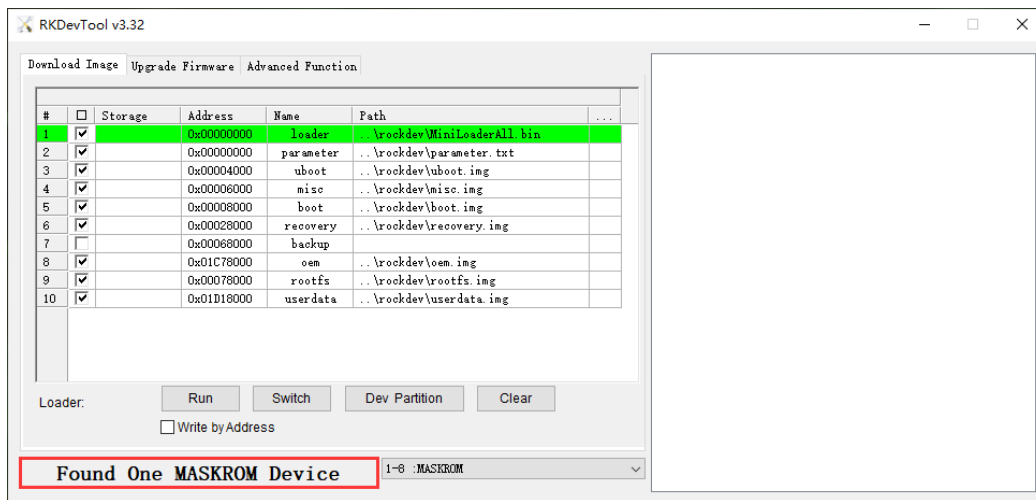 RKDevTool v3.32
Download Image Upgrade Firmware Advanced Function
# Storage Address Name Path ...
1 0x00000000 loader ..\rockdev\MiniLoaderAll.bin
2 0x00000000 parameter ..\rockdev\parameter.txt
3 0x00004000 uboot ..\rockdev\uboot.img
4 0x00006000 misc ..\rockdev\misc.img
5 0x00008000 boot ..\rockdev\boot.img
6 0x00028000 recovery ..\rockdev\recovery.img
7 0x00068000 backup
8 0x01C78000 oem ..\rockdev\oem.img
9 0x00078000 rootfs ..\rockdev\rootfs.img
10 0x01D18000 userdata ..\rockdev\userdata.img
Loader: Run Switch Dev Partition Clear
Write by Address
Found One MASKROM Device 1-8 :MASKROM